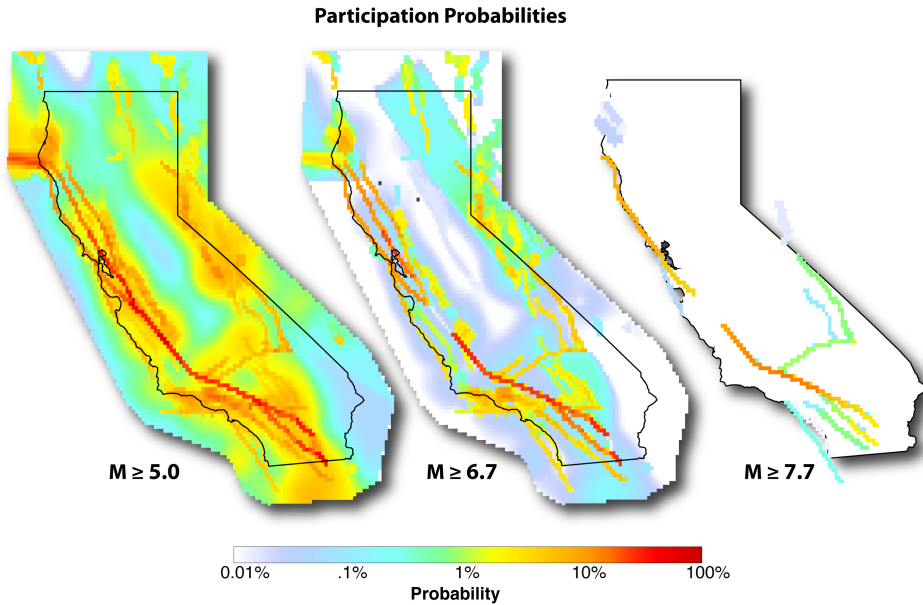 Participation Probabilities
M ≥ 5.0
M ≥ 6.7
M ≥ 7.7
0.01%
.1%
1%
10%
100%
Probability